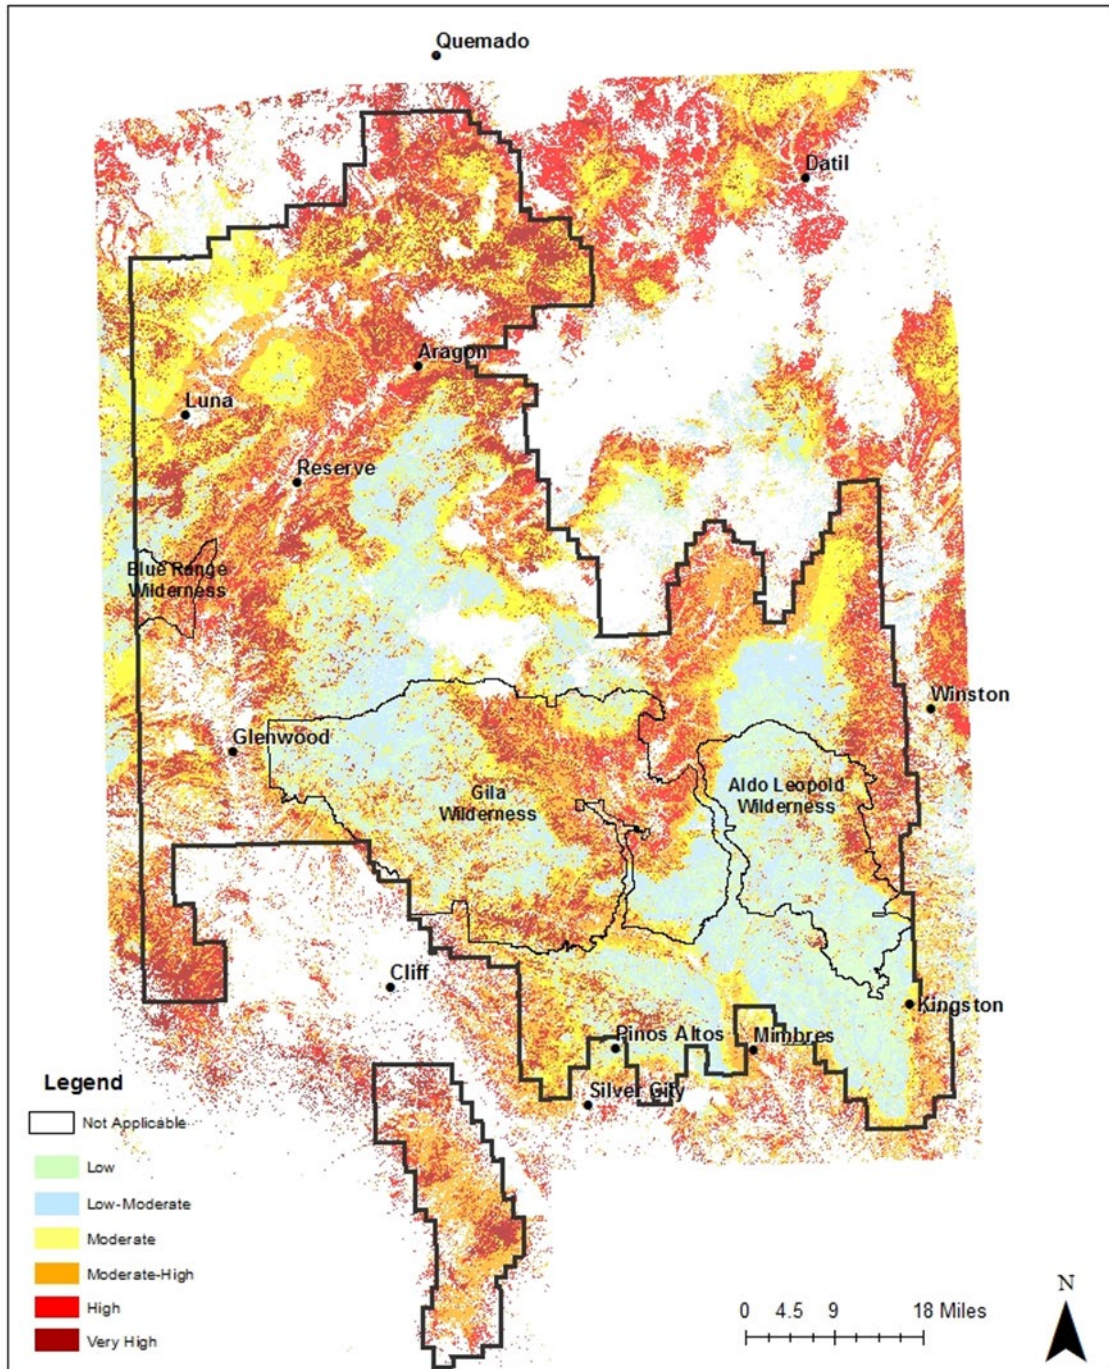 Quemado
Datil
Aragon
Luna
Reserve
Blue Range
Wilderness
Winston
Glenwood
Gila
Wilderness
Aldo Leopold
Wilderness
Cliff
Kingston
Pinos Altos
Mimbres
Silver City
Legend
Not Applicable
Low
Low-Moderate
Moderate
Moderate-High
High
Very High
0 4.5 9 18 Miles
N